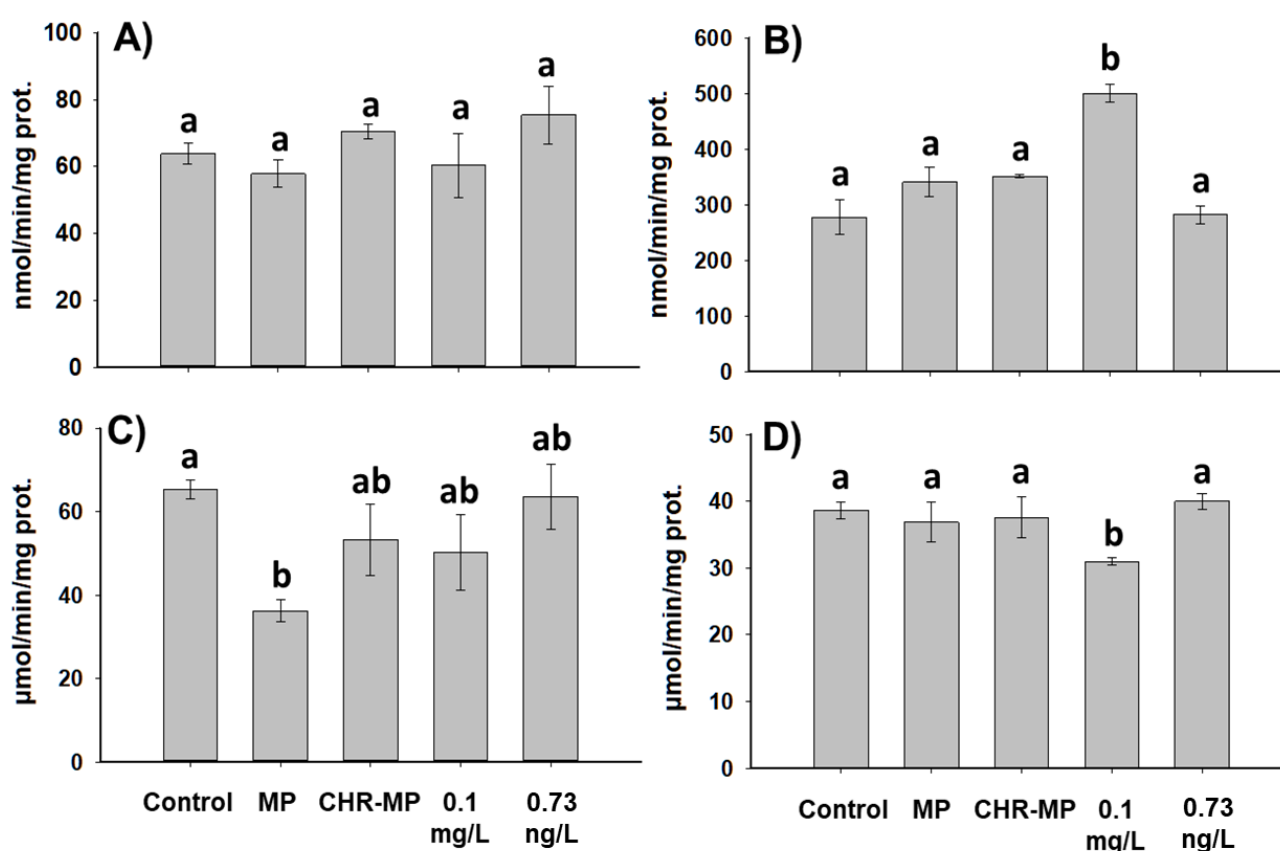 A)
nmol/min/mg prot.
100
80
60
40
20
0
a
a
a
a
a
B)
nmol/min/mg prot.
600
500
400
300
200
100
0
a
a
a
b
a
C)
µmol/min/mg prot.
80
60
40
20
0
a
b
ab
ab
ab
Control MP CHR-MP 0.1 0.73
mg/L ng/L
D)
µmol/min/mg prot.
50
40
30
20
10
0
a
a
a
b
a
Control MP CHR-MP 0.1 0.73
mg/L ng/L